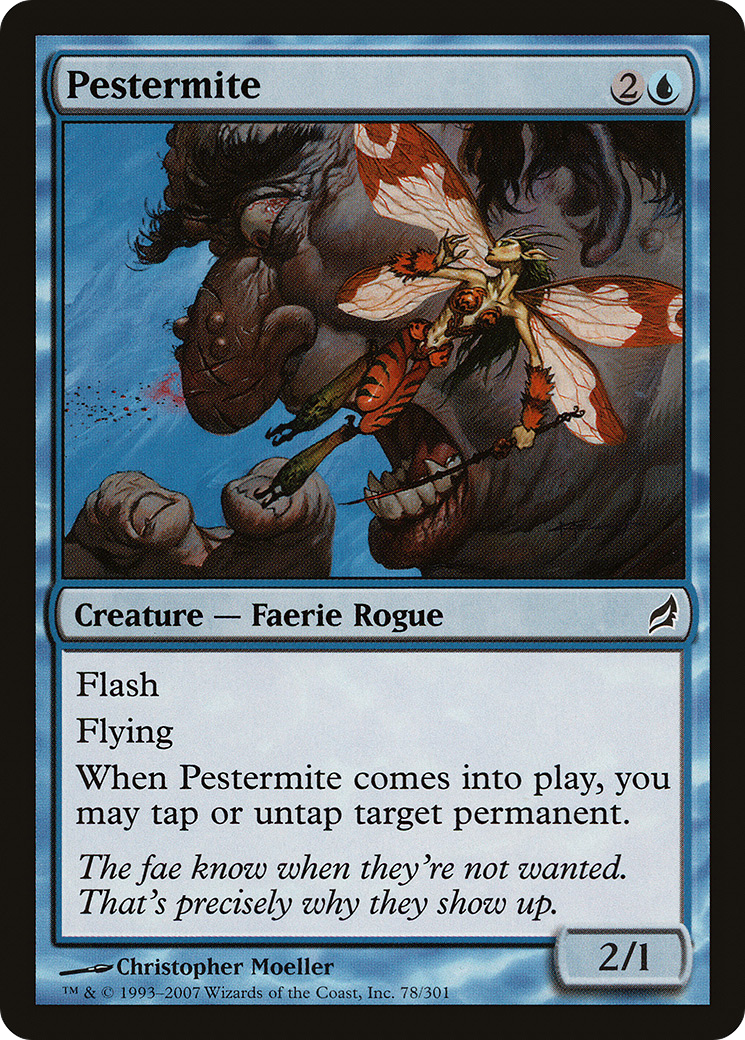 Pestermite 2
Creature — Faerie Rogue
Flash
Flying
When Pestermite comes into play, you
may tap or untap target permanent.
The fae know when they're not wanted.
That's precisely why they show up.
2/1
Christopher Moeller
™ & © 1993–2007 Wizards of the Coast, Inc. 78/301